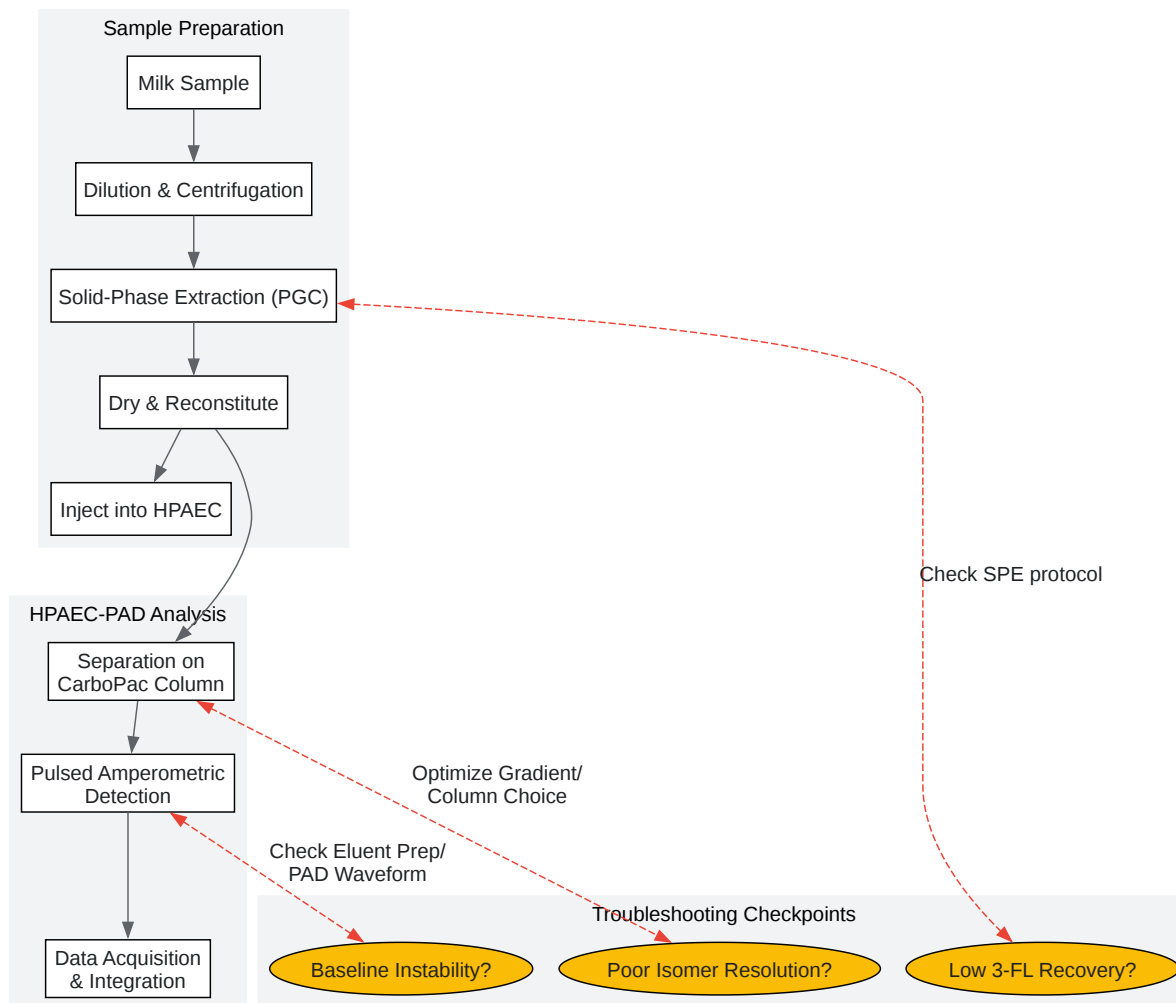 Sample Preparation
Milk Sample
Dilution & Centrifugation
Solid-Phase Extraction (PGC)
Dry & Reconstitute
Inject into HPAEC
Check SPE protocol
HPAEC-PAD Analysis
Separation on
CarboPac Column
Pulsed Amperometric
Detection
Optimize Gradient/
Column Choice
Check Eluent Prep/
PAD Waveform
Data Acquisition
& Integration
Troubleshooting Checkpoints
Baseline Instability?
Poor Isomer Resolution?
Low 3-FL Recovery?